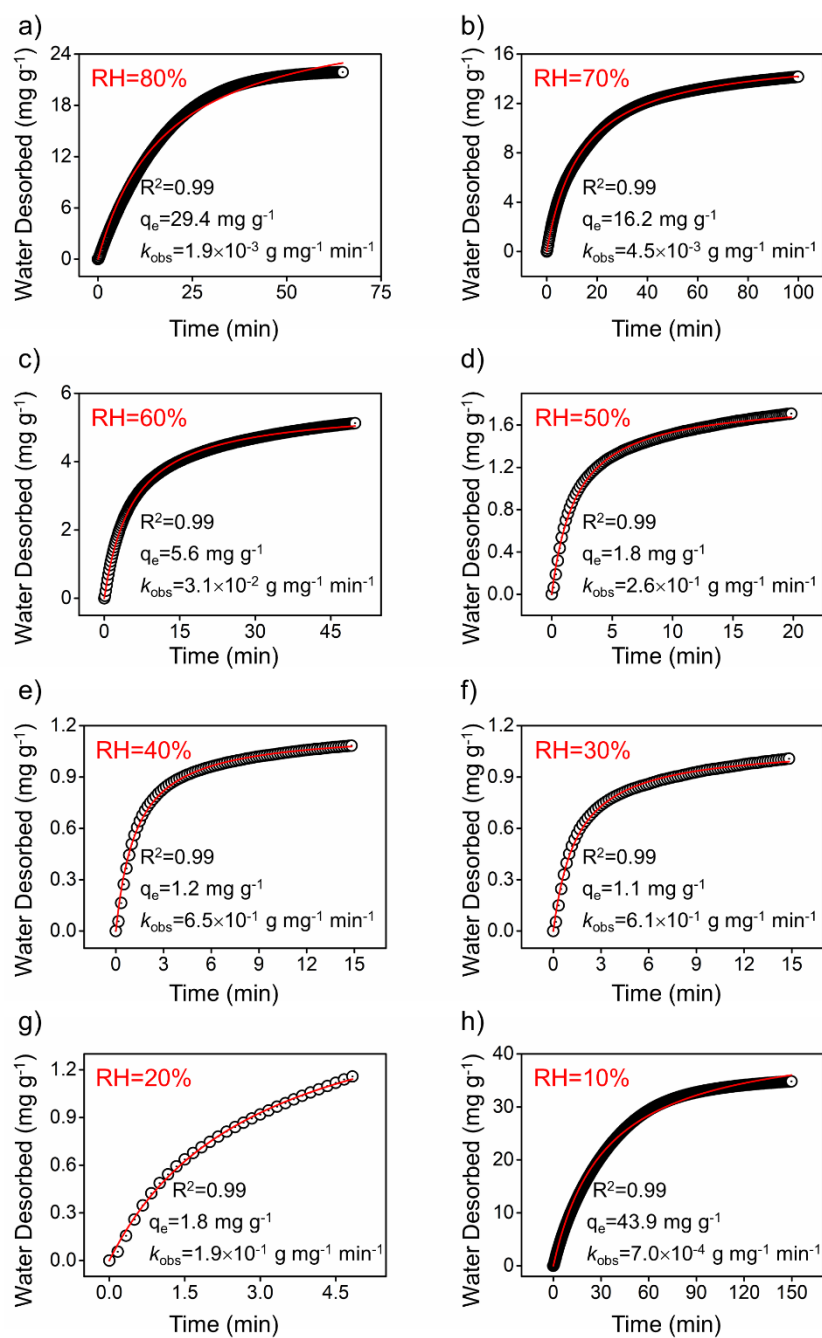 a)
24
18
12
6
0
Water Desorbed (mg g⁻¹)
RH=80%
R²=0.99
qₑ=29.4 mg g⁻¹
k_obs=1.9×10⁻³ g mg⁻¹ min⁻¹
0 25 50 75
Time (min)
b)
16
12
8
4
0
Water Desorbed (mg g⁻¹)
RH=70%
R²=0.99
qₑ=16.2 mg g⁻¹
k_obs=4.5×10⁻³ g mg⁻¹ min⁻¹
0 20 40 60 80 100
Time (min)
c)
6
4
2
0
Water Desorbed (mg g⁻¹)
RH=60%
R²=0.99
qₑ=5.6 mg g⁻¹
k_obs=3.1×10⁻² g mg⁻¹ min⁻¹
0 15 30 45
Time (min)
d)
1.6
1.2
0.8
0.4
0.0
Water Desorbed (mg g⁻¹)
RH=50%
R²=0.99
qₑ=1.8 mg g⁻¹
k_obs=2.6×10⁻¹ g mg⁻¹ min⁻¹
0 5 10 15 20
Time (min)
e)
1.2
0.9
0.6
0.3
0.0
Water Desorbed (mg g⁻¹)
RH=40%
R²=0.99
qₑ=1.2 mg g⁻¹
k_obs=6.5×10⁻¹ g mg⁻¹ min⁻¹
0 3 6 9 12 15
Time (min)
f)
1.2
0.9
0.6
0.3
0.0
Water Desorbed (mg g⁻¹)
RH=30%
R²=0.99
qₑ=1.1 mg g⁻¹
k_obs=6.1×10⁻¹ g mg⁻¹ min⁻¹
0 3 6 9 12 15
Time (min)
g)
1.2
0.9
0.6
0.3
0.0
Water Desorbed (mg g⁻¹)
RH=20%
R²=0.99
qₑ=1.8 mg g⁻¹
k_obs=1.9×10⁻¹ g mg⁻¹ min⁻¹
0.0 1.5 3.0 4.5
Time (min)
h)
40
30
20
10
0
Water Desorbed (mg g⁻¹)
RH=10%
R²=0.99
qₑ=43.9 mg g⁻¹
k_obs=7.0×10⁻⁴ g mg⁻¹ min⁻¹
0 30 60 90 120 150
Time (min)